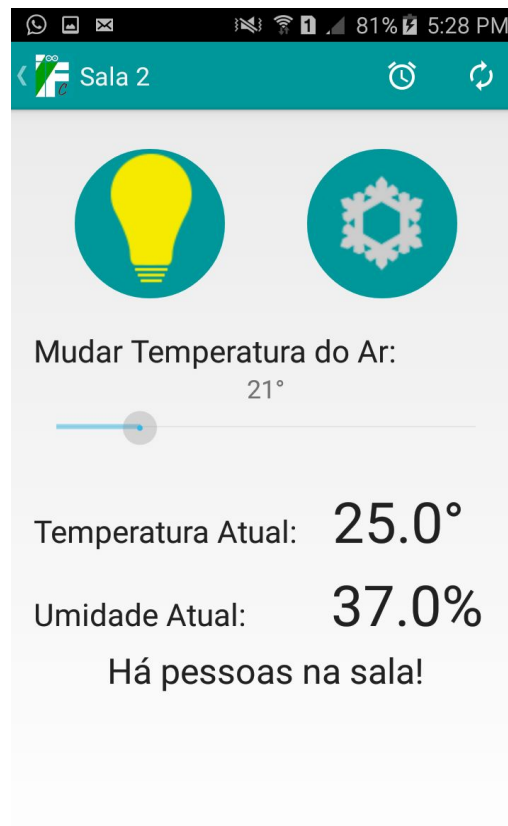 1 81% 5:28 PM
Sala 2
Mudar Temperatura do Ar:
21°
Temperatura Atual: 25.0°
Umidade Atual: 37.0%
Há pessoas na sala!